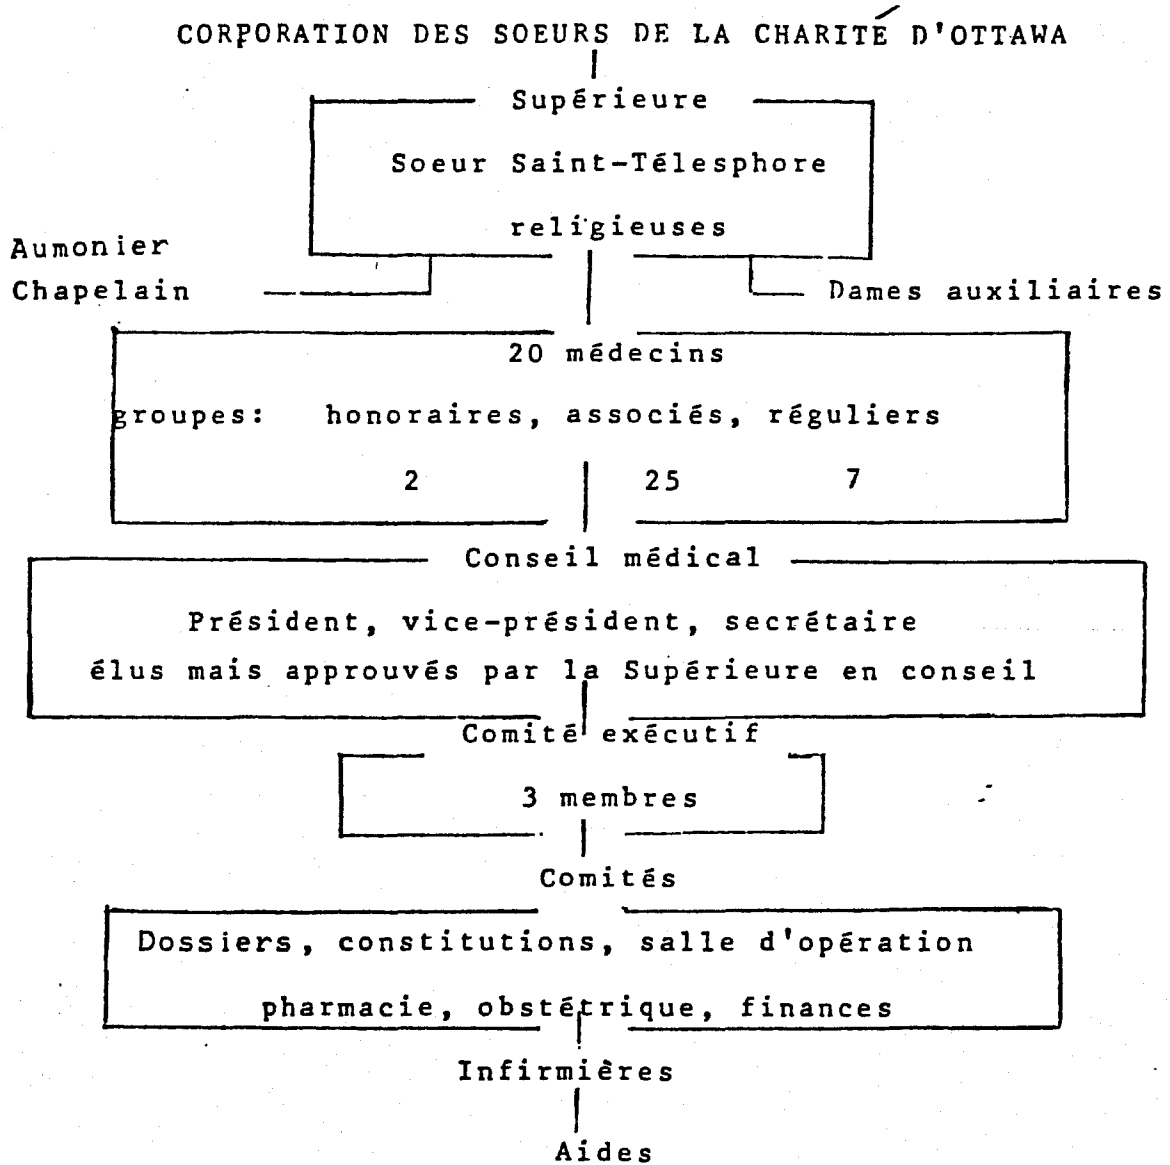 CORPORATION DES SOEURS DE LA CHARITÉ D'OTTAWA
Supérieure
Soeur Saint-Télesphore
religieuses
Aumonier
Chapelain
Dames auxiliaires
20 médecins
groupes: honoraires, associés, réguliers
2 25 7
Conseil médical
Président, vice-président, secrétaire
élus mais approuvés par la Supérieure en conseil
Comité exécutif
3 membres
Comités
Dossiers, constitutions, salle d'opération
pharmacie, obstétrique, finances
Infirmières
Aides